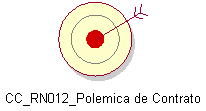 CC_RN012_Polemica de Contrato